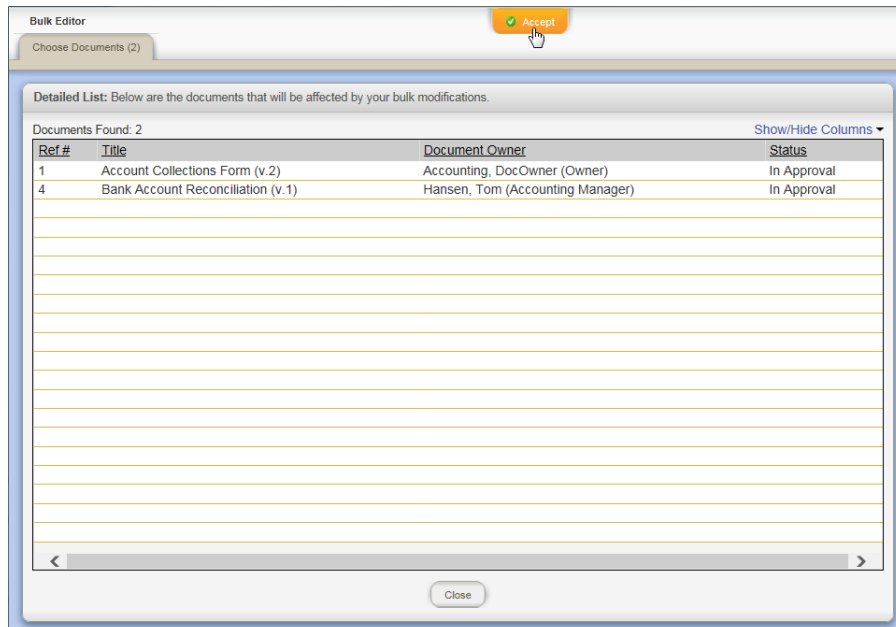 Bulk Editor
Accept
Choose Documents (2)
Detailed List: Below are the documents that will be affected by your bulk modifications.
Documents Found: 2 Show/Hide Columns
Ref # Title Document Owner Status
1 Account Collections Form (v.2) Accounting, DocOwner (Owner) In Approval
4 Bank Account Reconciliation (v.1) Hansen, Tom (Accounting Manager) In Approval
Close